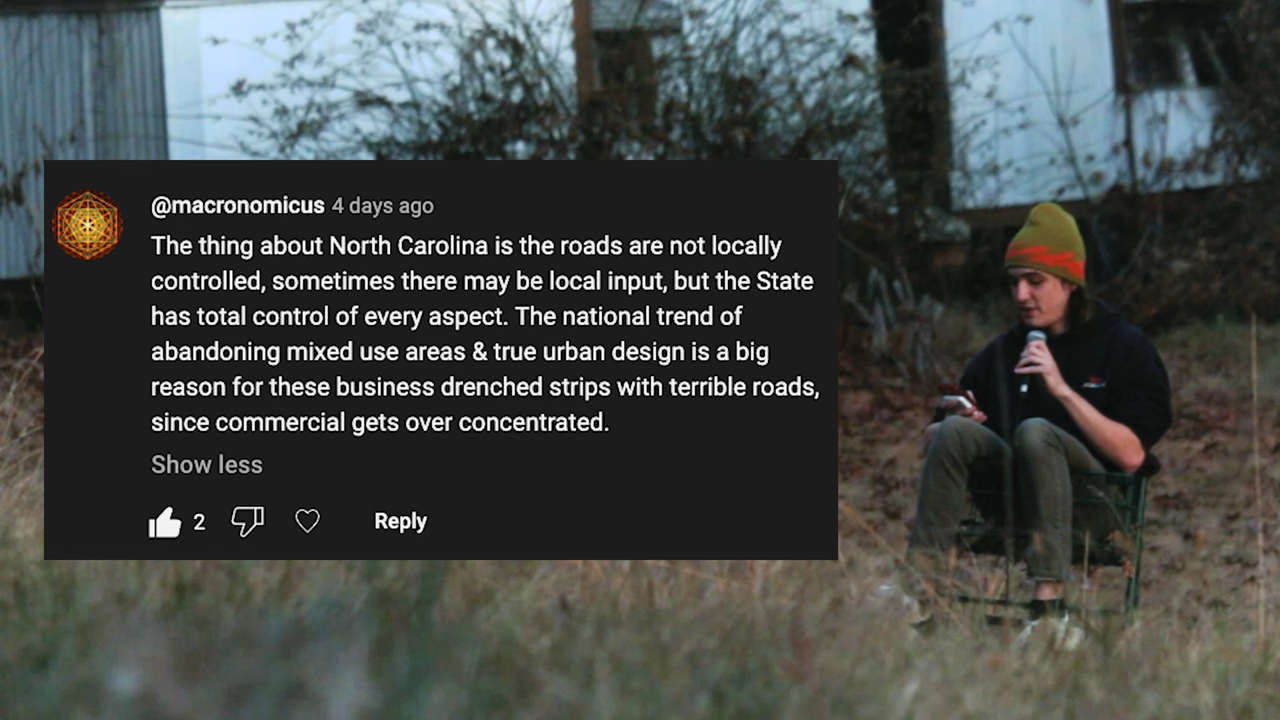 @macronomicus 4 days ago
The thing about North Carolina is the roads are not locally
controlled, sometimes there may be local input, but the State
has total control of every aspect. The national trend of
abandoning mixed use areas & true urban design is a big
reason for these business drenched strips with terrible roads,
since commercial gets over concentrated.
Show less
2 Reply